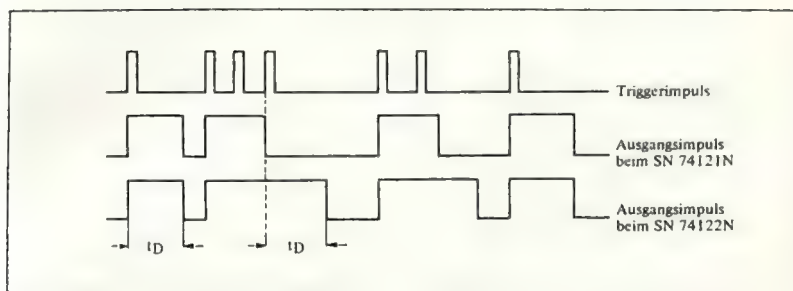 Triggerimpuls
Ausgangsimpuls
beim SN 74121N
Ausgangsimpuls
beim SN 74122N
tD
tD